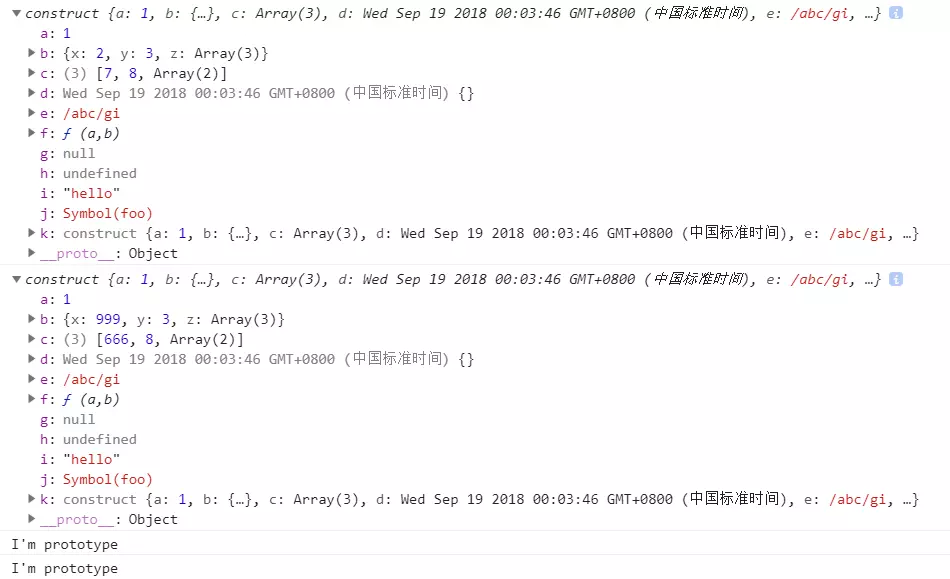 ▼construct {a: 1, b: {…}, c: Array(3), d: Wed Sep 19 2018 00:03:46 GMT+0800 (中国标准时间), e: /abc/gi, …} i
a: 1
▶b: {x: 2, y: 3, z: Array(3)}
▶c: (3) [7, 8, Array(2)]
▶d: Wed Sep 19 2018 00:03:46 GMT+0800 (中国标准时间) {}
▶e: /abc/gi
▶f: ƒ (a,b)
g: null
h: undefined
i: "hello"
j: Symbol(foo)
▶k: construct {a: 1, b: {…}, c: Array(3), d: Wed Sep 19 2018 00:03:46 GMT+0800 (中国标准时间), e: /abc/gi, …}
▶__proto__: Object
▼construct {a: 1, b: {…}, c: Array(3), d: Wed Sep 19 2018 00:03:46 GMT+0800 (中国标准时间), e: /abc/gi, …} i
a: 1
▶b: {x: 999, y: 3, z: Array(3)}
▶c: (3) [666, 8, Array(2)]
▶d: Wed Sep 19 2018 00:03:46 GMT+0800 (中国标准时间) {}
▶e: /abc/gi
▶f: ƒ (a,b)
g: null
h: undefined
i: "hello"
j: Symbol(foo)
▶k: construct {a: 1, b: {…}, c: Array(3), d: Wed Sep 19 2018 00:03:46 GMT+0800 (中国标准时间), e: /abc/gi, …}
▶__proto__: Object
I'm prototype
I'm prototype